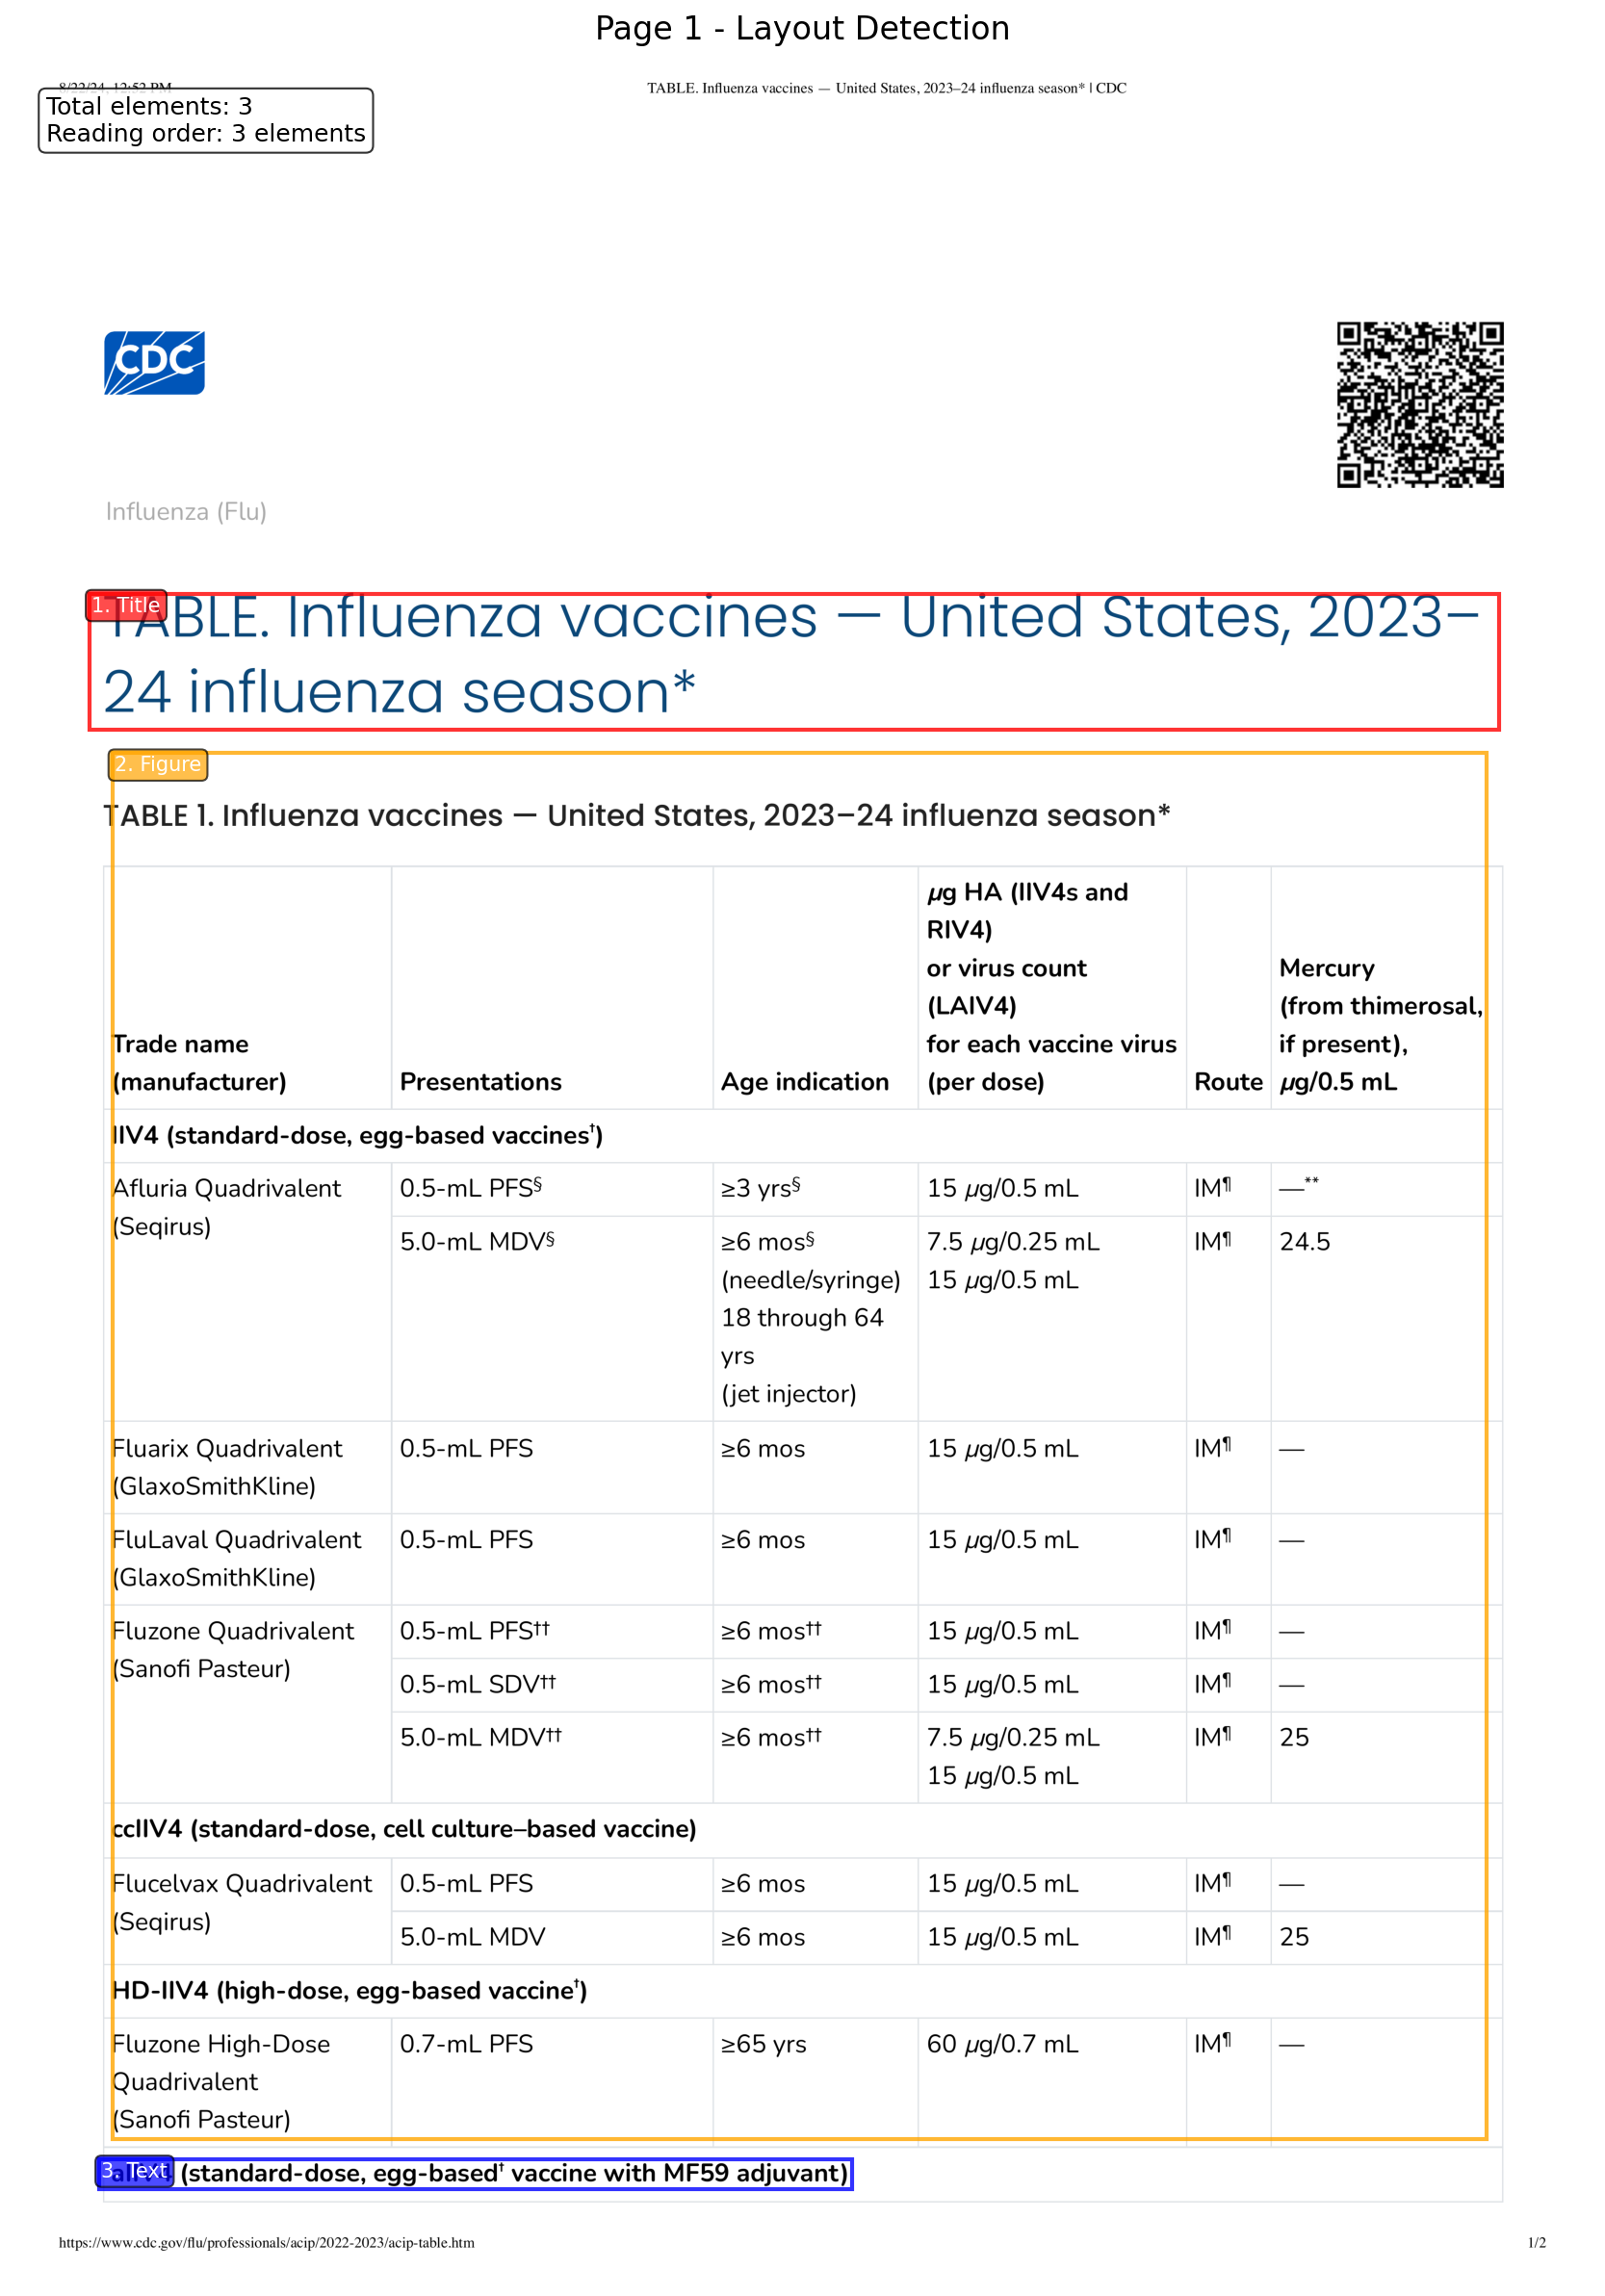 Page 1 - Layout Detection
8/22/24, 12:52 PM
TABLE. Influenza vaccines — United States, 2023–24 influenza season* | CDC
Total elements: 3
Reading order: 3 elements
CDC
Influenza (Flu)
1. Title
TABLE. Influenza vaccines — United States, 2023–
24 influenza season*
2. Figure
TABLE 1. Influenza vaccines — United States, 2023–24 influenza season*
Trade name
(manufacturer)
Presentations
Age indication
µg HA (IIV4s and
RIV4)
or virus count
(LAIV4)
for each vaccine virus
(per dose)
Route
Mercury
(from thimerosal,
if present),
µg/0.5 mL
IIV4 (standard-dose, egg-based vaccines†)
Afluria Quadrivalent
(Seqirus)
0.5-mL PFS§
≥3 yrs§
15 µg/0.5 mL
IM¶
—**
5.0-mL MDV§
≥6 mos§
(needle/syringe)
18 through 64
yrs
(jet injector)
7.5 µg/0.25 mL
15 µg/0.5 mL
IM¶
24.5
Fluarix Quadrivalent
(GlaxoSmithKline)
0.5-mL PFS
≥6 mos
15 µg/0.5 mL
IM¶
—
FluLaval Quadrivalent
(GlaxoSmithKline)
0.5-mL PFS
≥6 mos
15 µg/0.5 mL
IM¶
—
Fluzone Quadrivalent
(Sanofi Pasteur)
0.5-mL PFS††
≥6 mos††
15 µg/0.5 mL
IM¶
—
0.5-mL SDV††
≥6 mos††
15 µg/0.5 mL
IM¶
—
5.0-mL MDV††
≥6 mos††
7.5 µg/0.25 mL
15 µg/0.5 mL
IM¶
25
ccIIV4 (standard-dose, cell culture–based vaccine)
Flucelvax Quadrivalent
(Seqirus)
0.5-mL PFS
≥6 mos
15 µg/0.5 mL
IM¶
—
5.0-mL MDV
≥6 mos
15 µg/0.5 mL
IM¶
25
HD-IIV4 (high-dose, egg-based vaccine†)
Fluzone High-Dose
Quadrivalent
(Sanofi Pasteur)
0.7-mL PFS
≥65 yrs
60 µg/0.7 mL
IM¶
—
3. Text
(standard-dose, egg-based† vaccine with MF59 adjuvant)
https://www.cdc.gov/flu/professionals/acip/2022-2023/acip-table.htm
1/2